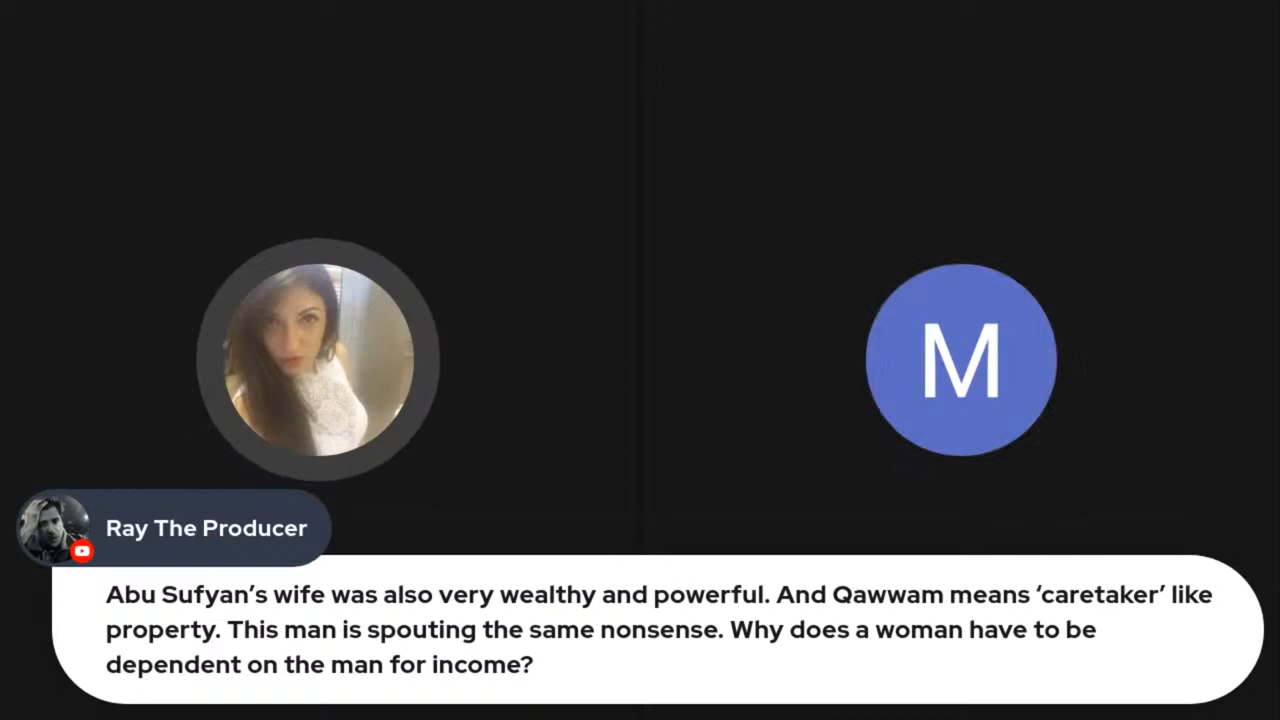 M
Ray The Producer
Abu Sufyan’s wife was also very wealthy and powerful. And Qawwam means ‘caretaker’ like
property. This man is spouting the same nonsense. Why does a woman have to be
dependent on the man for income?